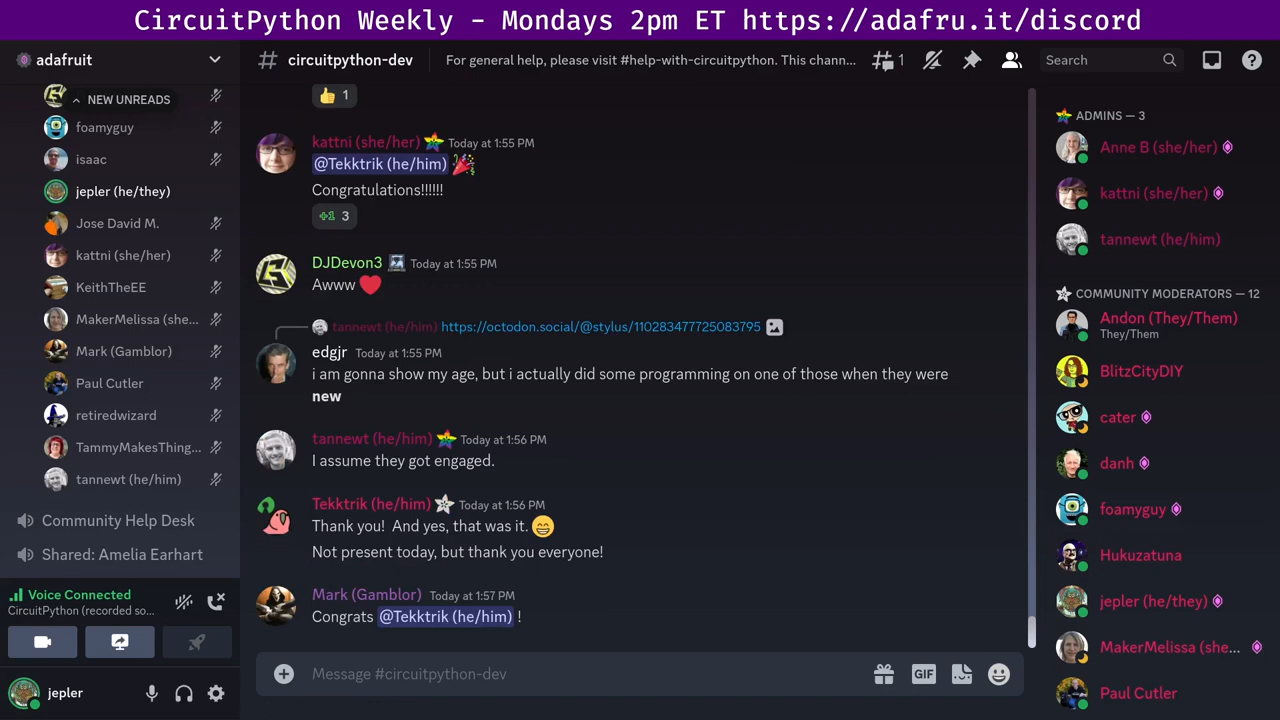 CircuitPython Weekly - Mondays 2pm ET https://adafru.it/discord
adafruit
NEW UNREADS
foamyguy
isaac
jepler (he/they)
Jose David M.
kattni (she/her)
KeithTheEE
MakerMelissa (she...
Mark (Gamblor)
Paul Cutler
retiredwizard
TammyMakesThing...
tannewt (he/him)
Community Help Desk
Shared: Amelia Earhart
Voice Connected
CircuitPython (recorded so...
jepler
circuitpython-dev
For general help, please visit #help-with-circuitpython. This chann...
1
Search
1
kattni (she/her) Today at 1:55 PM
@Tekktrik (he/him)
Congratulations!!!!!!
+1 3
DJDevon3 Today at 1:55 PM
Awww
tannewt (he/him) https://octodon.social/@stylus/110283477725083795
edgjr Today at 1:55 PM
i am gonna show my age, but i actually did some programming on one of those when they were
new
tannewt (he/him) Today at 1:56 PM
I assume they got engaged.
Tekktrik (he/him) Today at 1:56 PM
Thank you! And yes, that was it.
Not present today, but thank you everyone!
Mark (Gamblor) Today at 1:57 PM
Congrats @Tekktrik (he/him) !
Message #circuitpython-dev
GIF
ADMINS — 3
Anne B (she/her)
kattni (she/her)
tannewt (he/him)
COMMUNITY MODERATORS — 12
Andon (They/Them)
They/Them
BlitzCityDIY
cater
danh
foamyguy
Hukuzatuna
jepler (he/they)
MakerMelissa (she...
Paul Cutler